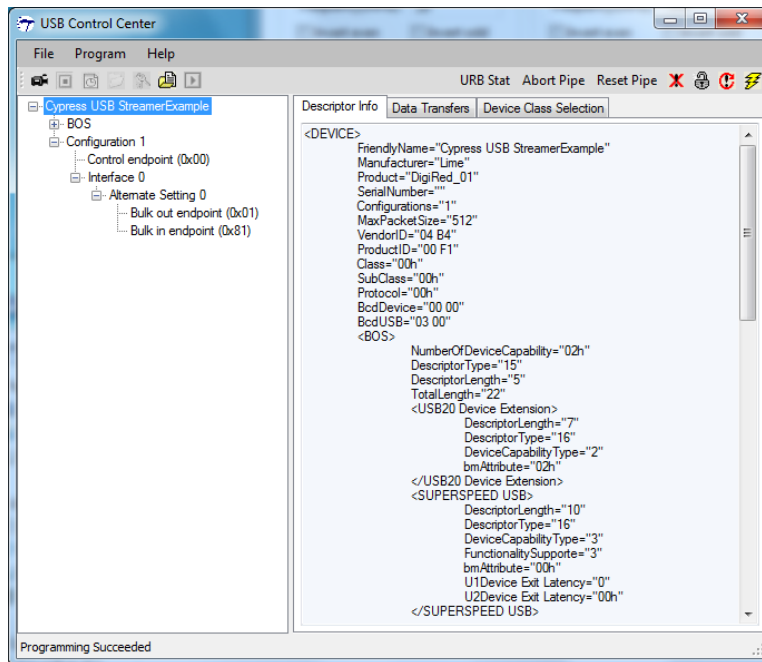 USB Control Center
File Program Help
URB Stat Abort Pipe Reset Pipe
Cypress USB StreamerExample
BOS
Configuration 1
Control endpoint (0x00)
Interface 0
Alternate Setting 0
Bulk out endpoint (0x01)
Bulk in endpoint (0x81)
Descriptor Info Data Transfers Device Class Selection
<DEVICE>
FriendlyName="Cypress USB StreamerExample"
Manufacturer="Lime"
Product="DigiRed_01"
SerialNumber=""
Configurations="1"
MaxPacketSize="512"
VendorID="04 B4"
ProductID="00 F1"
Class="00h"
SubClass="00h"
Protocol="00h"
BcdDevice="00 00"
BcdUSB="03 00"
<BOS>
NumberOfDeviceCapability="02h"
DescriptorType="15"
DescriptorLength="5"
TotalLength="22"
<USB20 Device Extension>
DescriptorLength="7"
DescriptorType="16"
DeviceCapabilityType="2"
bmAttribute="02h"
</USB20 Device Extension>
<SUPERSPEED USB>
DescriptorLength="10"
DescriptorType="16"
DeviceCapabilityType="3"
FunctionalitySupporte="3"
bmAttribute="00h"
U1Device Exit Latency="0"
U2Device Exit Latency="00h"
</SUPERSPEED USB>
Programming Succeeded